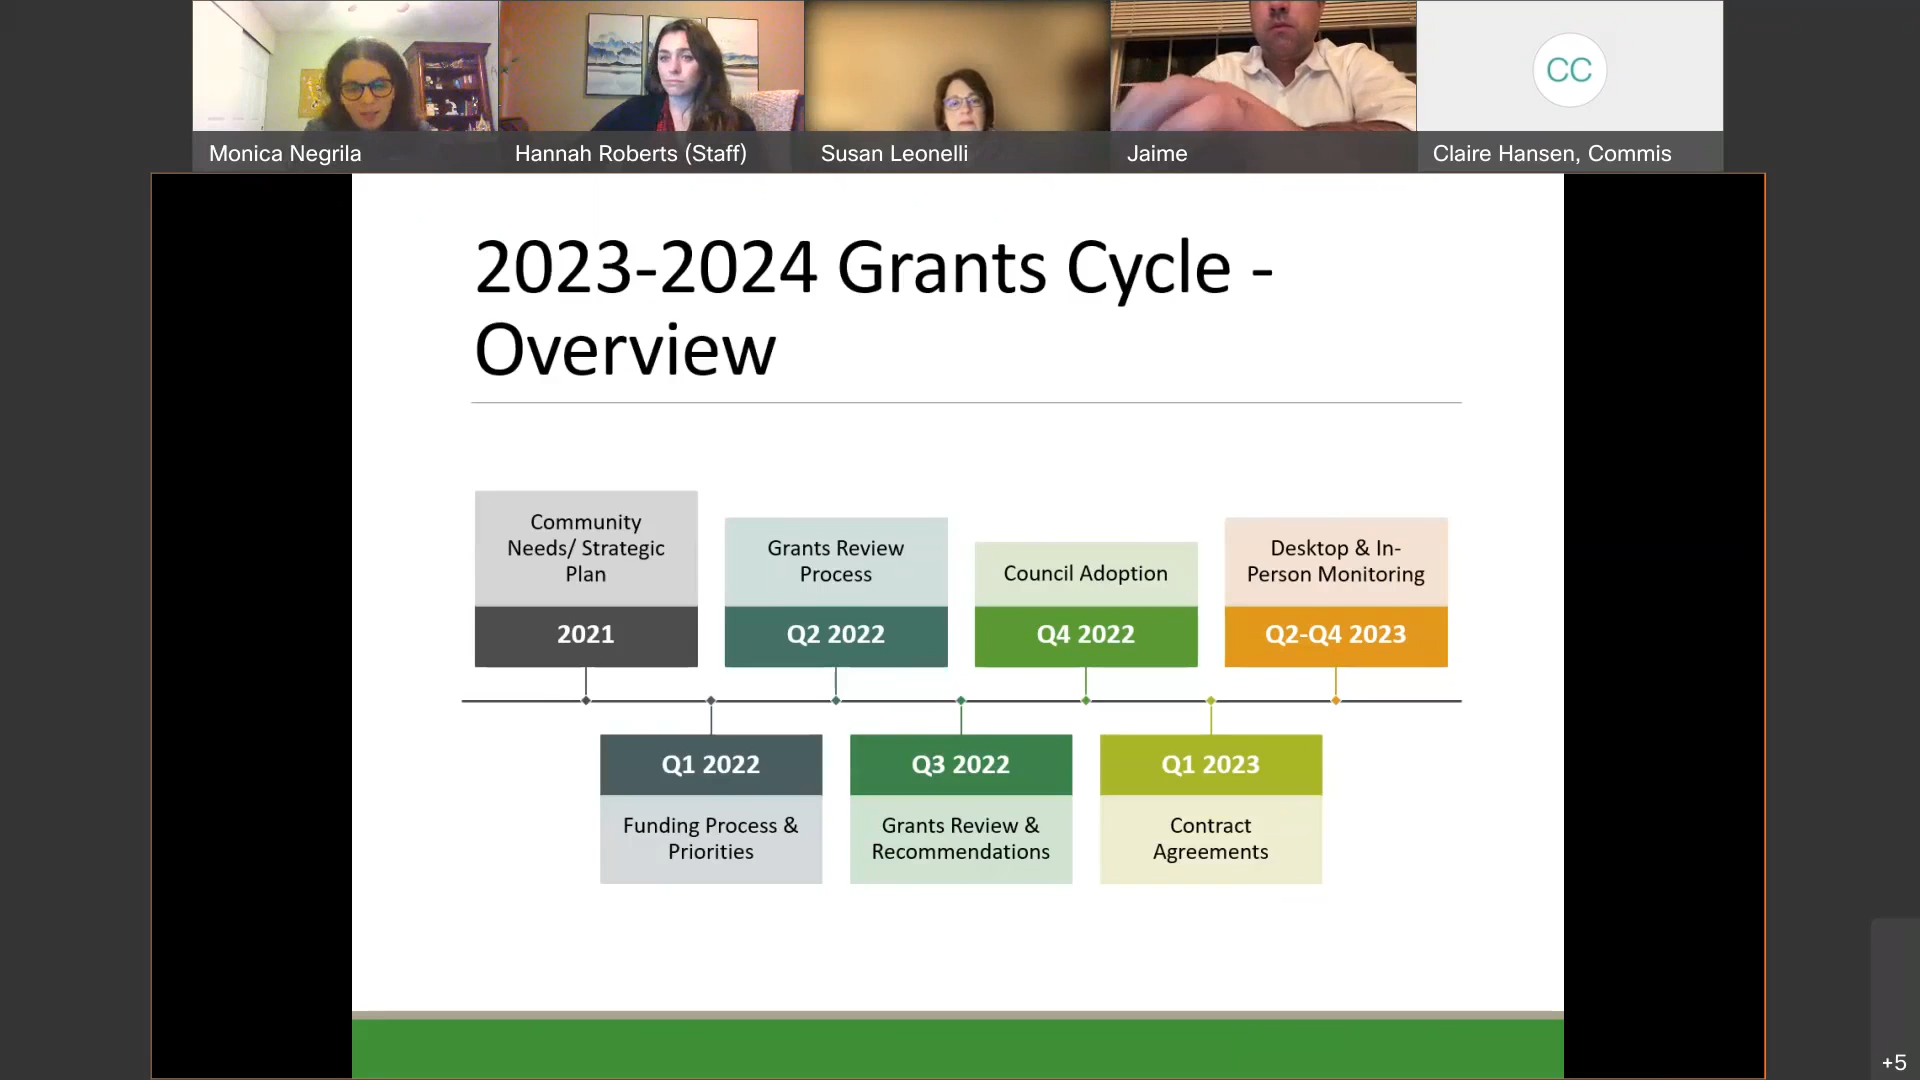 Monica Negrila
Hannah Roberts (Staff)
Susan Leonelli
Jaime
CC
Claire Hansen, Commis
2023-2024 Grants Cycle -
Overview
Community
Needs/ Strategic
Plan
2021
Grants Review
Process
Q2 2022
Council Adoption
Q4 2022
Desktop & In-
Person Monitoring
Q2-Q4 2023
Q1 2022
Funding Process &
Priorities
Q3 2022
Grants Review &
Recommendations
Q1 2023
Contract
Agreements
+5